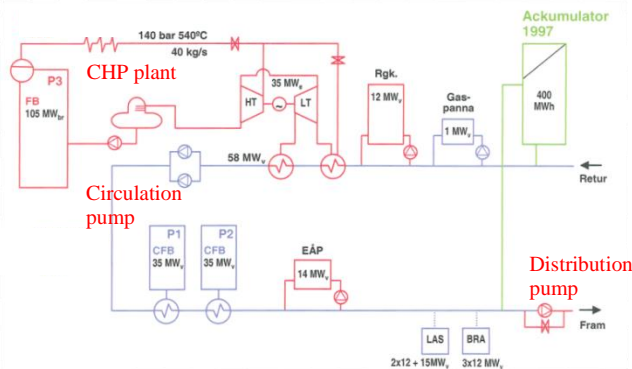 Ackumulator
1997
140 bar 540ºC
40 kg/s
P3
CHP plant
FB
105 MWbr
35 MWe
HT
LT
~
Rgk.
12 MWv
Gas-
panna
1 MWv
400
MWh
58 MWv
Retur
Circulation
pump
P1
CFB
35 MWv
P2
CFB
35 MWv
EÅP
14 MWv
Distribution
pump
Fram
LAS
BRA
2x12 + 15MWv
3x12 MWv